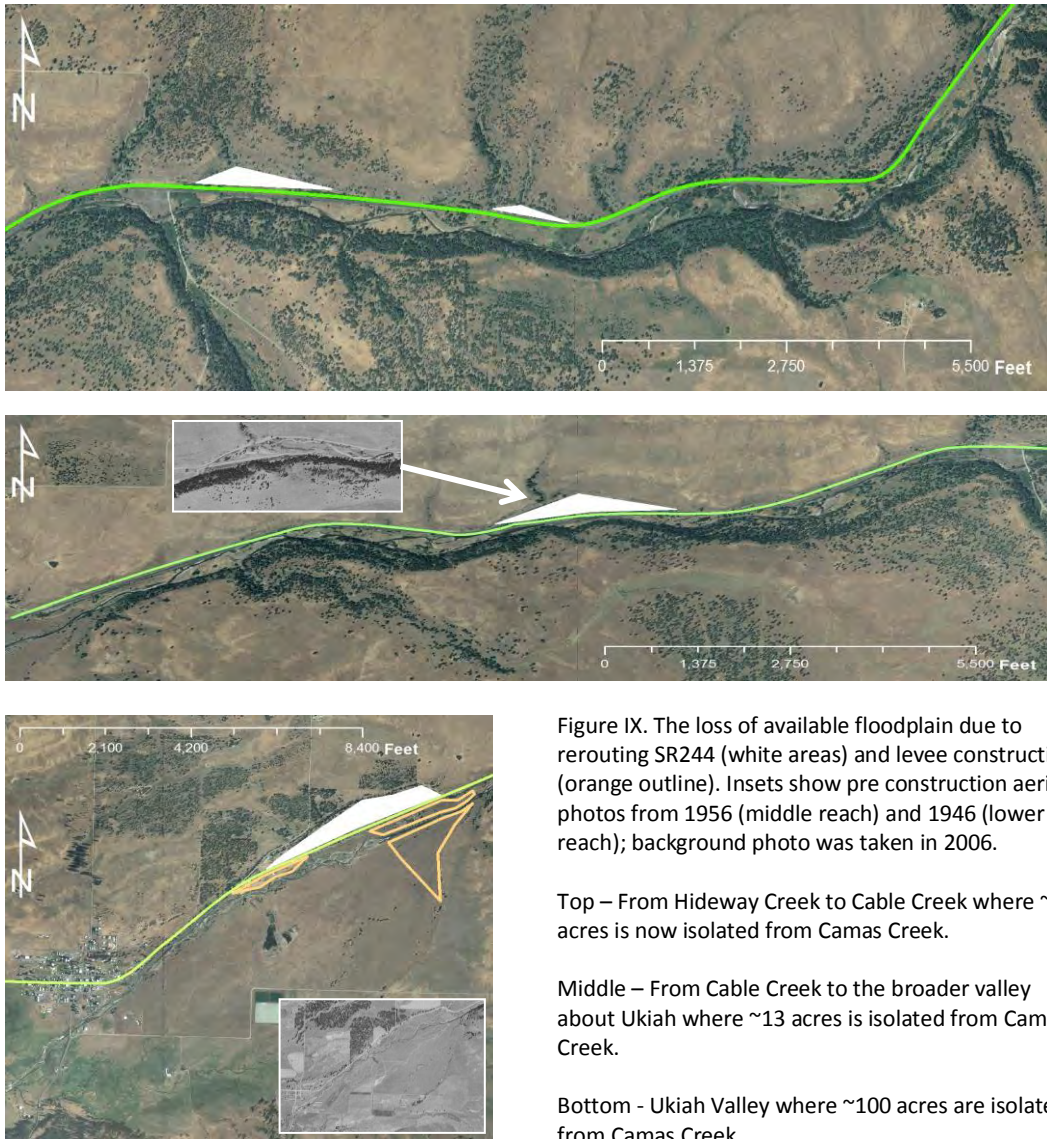 N
0 1,375 2,750 5,500 Feet
N
0 1,375 2,750 5,500 Feet
0 2,100 4,200 8,400 Feet
N
Figure IX. The loss of available floodplain due to
rerouting SR244 (white areas) and levee constructi
(orange outline). Insets show pre construction aeri
photos from 1956 (middle reach) and 1946 (lower
reach); background photo was taken in 2006.
Top – From Hideway Creek to Cable Creek where ~
acres is now isolated from Camas Creek.
Middle – From Cable Creek to the broader valley
about Ukiah where ~13 acres is isolated from Cam
Creek.
Bottom - Ukiah Valley where ~100 acres are isolate
from Camas Creek